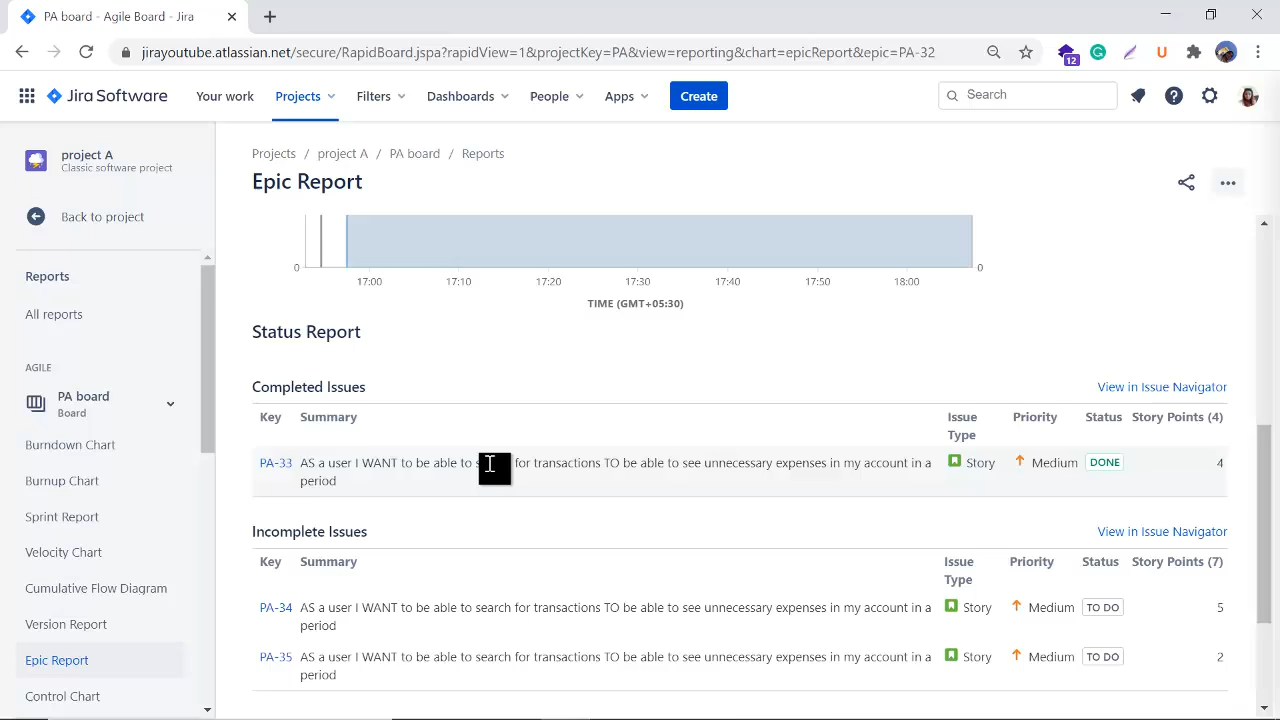 PA board - Agile Board - Jira
jirayoutube.atlassian.net/secure/RapidBoard.jspa?rapidView=1&projectKey=PA&view=reporting&chart=epicReport&epic=PA-32
12
Jira Software
Your work
Projects
Filters
Dashboards
People
Apps
Create
Search
project A
Classic software project
Back to project
Reports
All reports
AGILE
PA board
Board
Burndown Chart
Burnup Chart
Sprint Report
Velocity Chart
Cumulative Flow Diagram
Version Report
Epic Report
Control Chart
Projects / project A / PA board / Reports
Epic Report
0
0
17:00 17:10 17:20 17:30 17:40 17:50 18:00
TIME (GMT+05:30)
Status Report
Completed Issues
View in Issue Navigator
Key Summary Issue Type Priority Status Story Points (4)
PA-33 AS a user I WANT to be able to search for transactions TO be able to see unnecessary expenses in my account in a Story Medium DONE 4
period
Incomplete Issues
View in Issue Navigator
Key Summary Issue Type Priority Status Story Points (7)
PA-34 AS a user I WANT to be able to search for transactions TO be able to see unnecessary expenses in my account in a Story Medium TO DO 5
period
PA-35 AS a user I WANT to be able to search for transactions TO be able to see unnecessary expenses in my account in a Story Medium TO DO 2
period